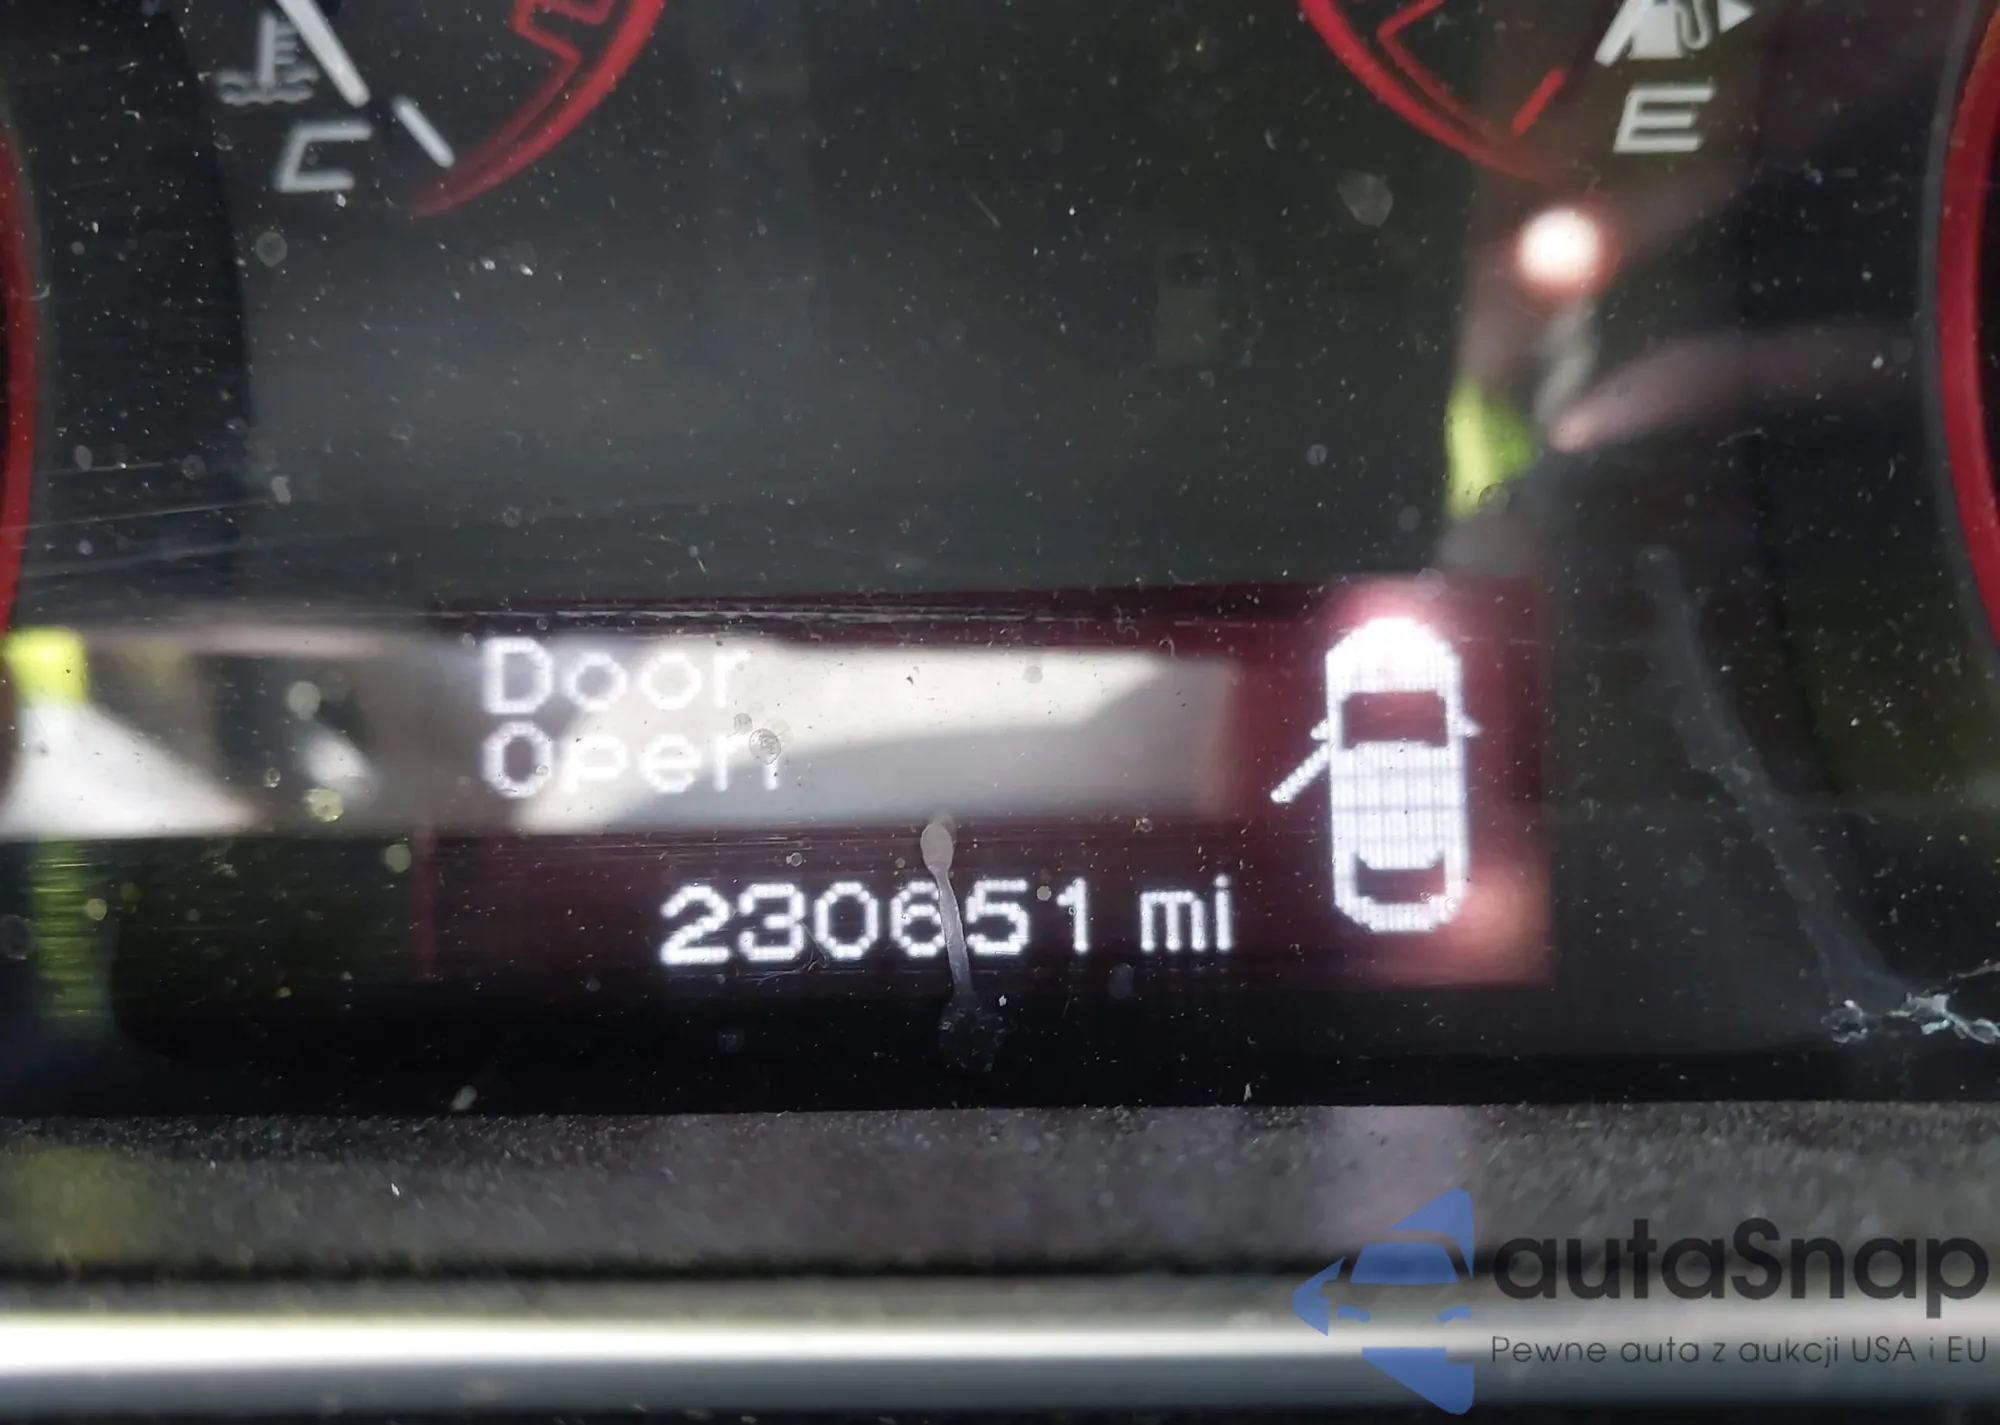 C
E
Door
Open
230651 mi
autaSnap
Pewne auta z aukcji USA i EU